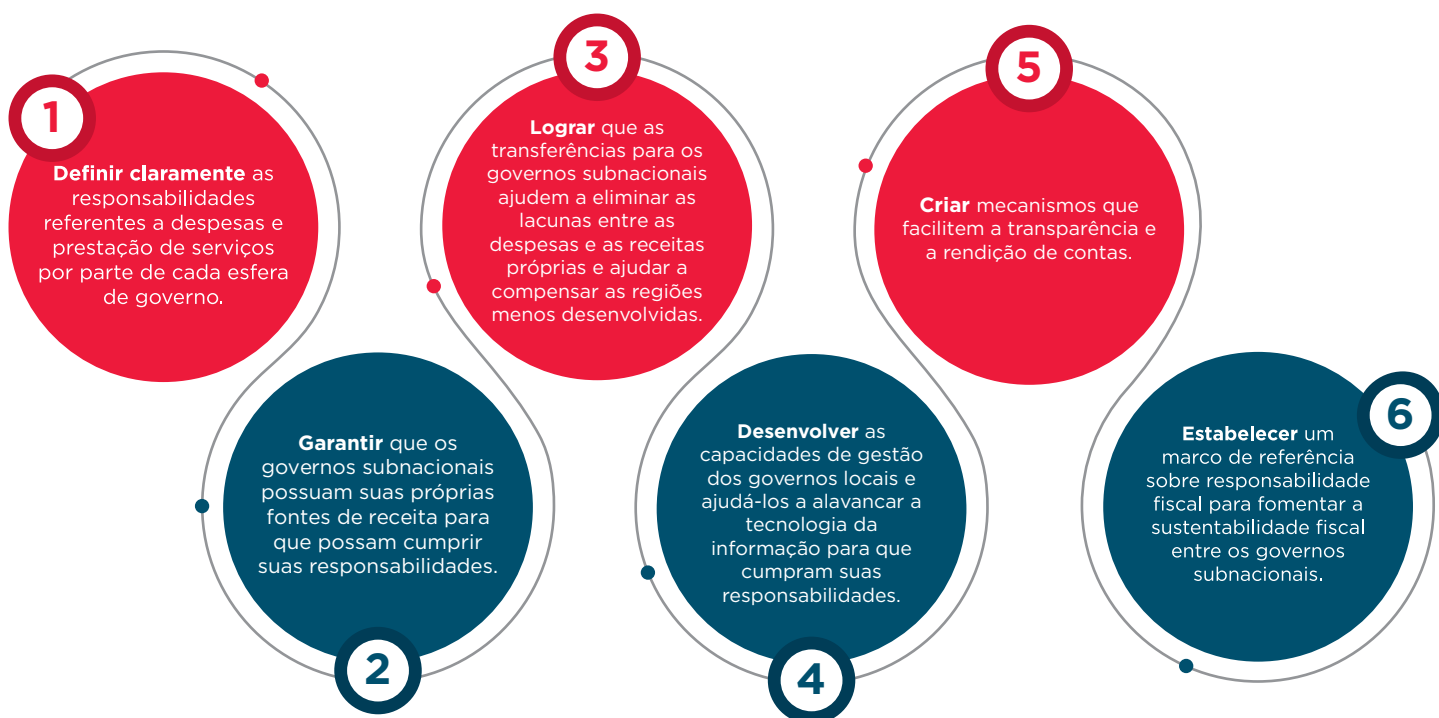 1
Definir claramente as
responsabilidades
referentes a despesas e
prestação de serviços
por parte de cada esfera
de governo.
2
Garantir que os
governos subnacionais
possuam suas próprias
fontes de receita para
que possam cumprir
suas responsabilidades.
3
Lograr que as
transferências para os
governos subnacionais
ajudem a eliminar as
lacunas entre as
despesas e as receitas
próprias e ajudar a
compensar as regiões
menos desenvolvidas.
4
Desenvolver as
capacidades de gestão
dos governos locais e
ajudá-los a alavancar a
tecnologia da
informação para que
cumpram suas
responsabilidades.
5
Criar mecanismos que
facilitem a transparência e
a rendição de contas.
6
Estabelecer um
marco de referência
sobre responsabilidade
fiscal para fomentar a
sustentabilidade fiscal
entre os governos
subnacionais.